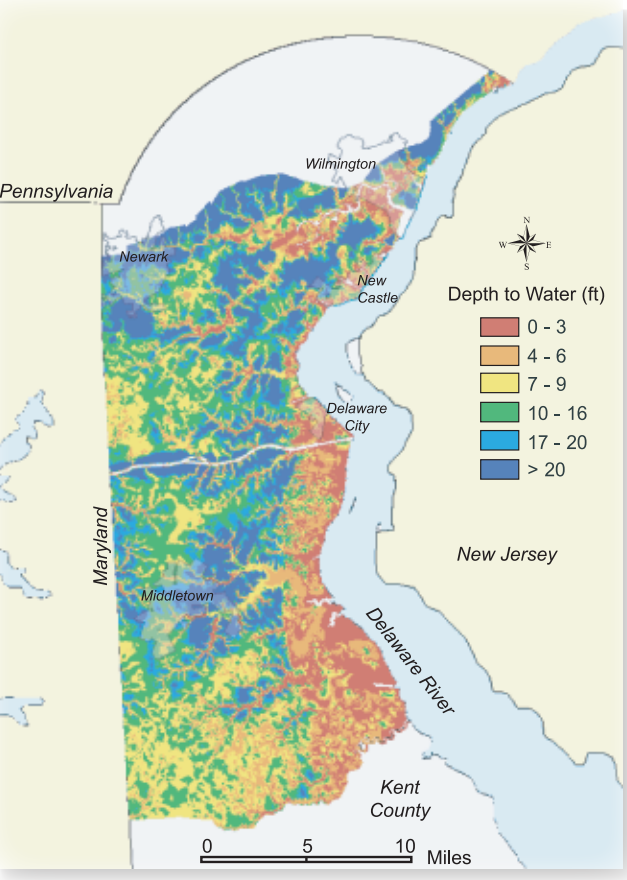 Wilmington
Pennsylvania
Newark
N
W E
S
New
Castle
Depth to Water (ft)
0 - 3
4 - 6
7 - 9
10 - 16
17 - 20
> 20
Delaware
City
Maryland
New Jersey
Middletown
Delaware River
Kent
County
0 5 10 Miles